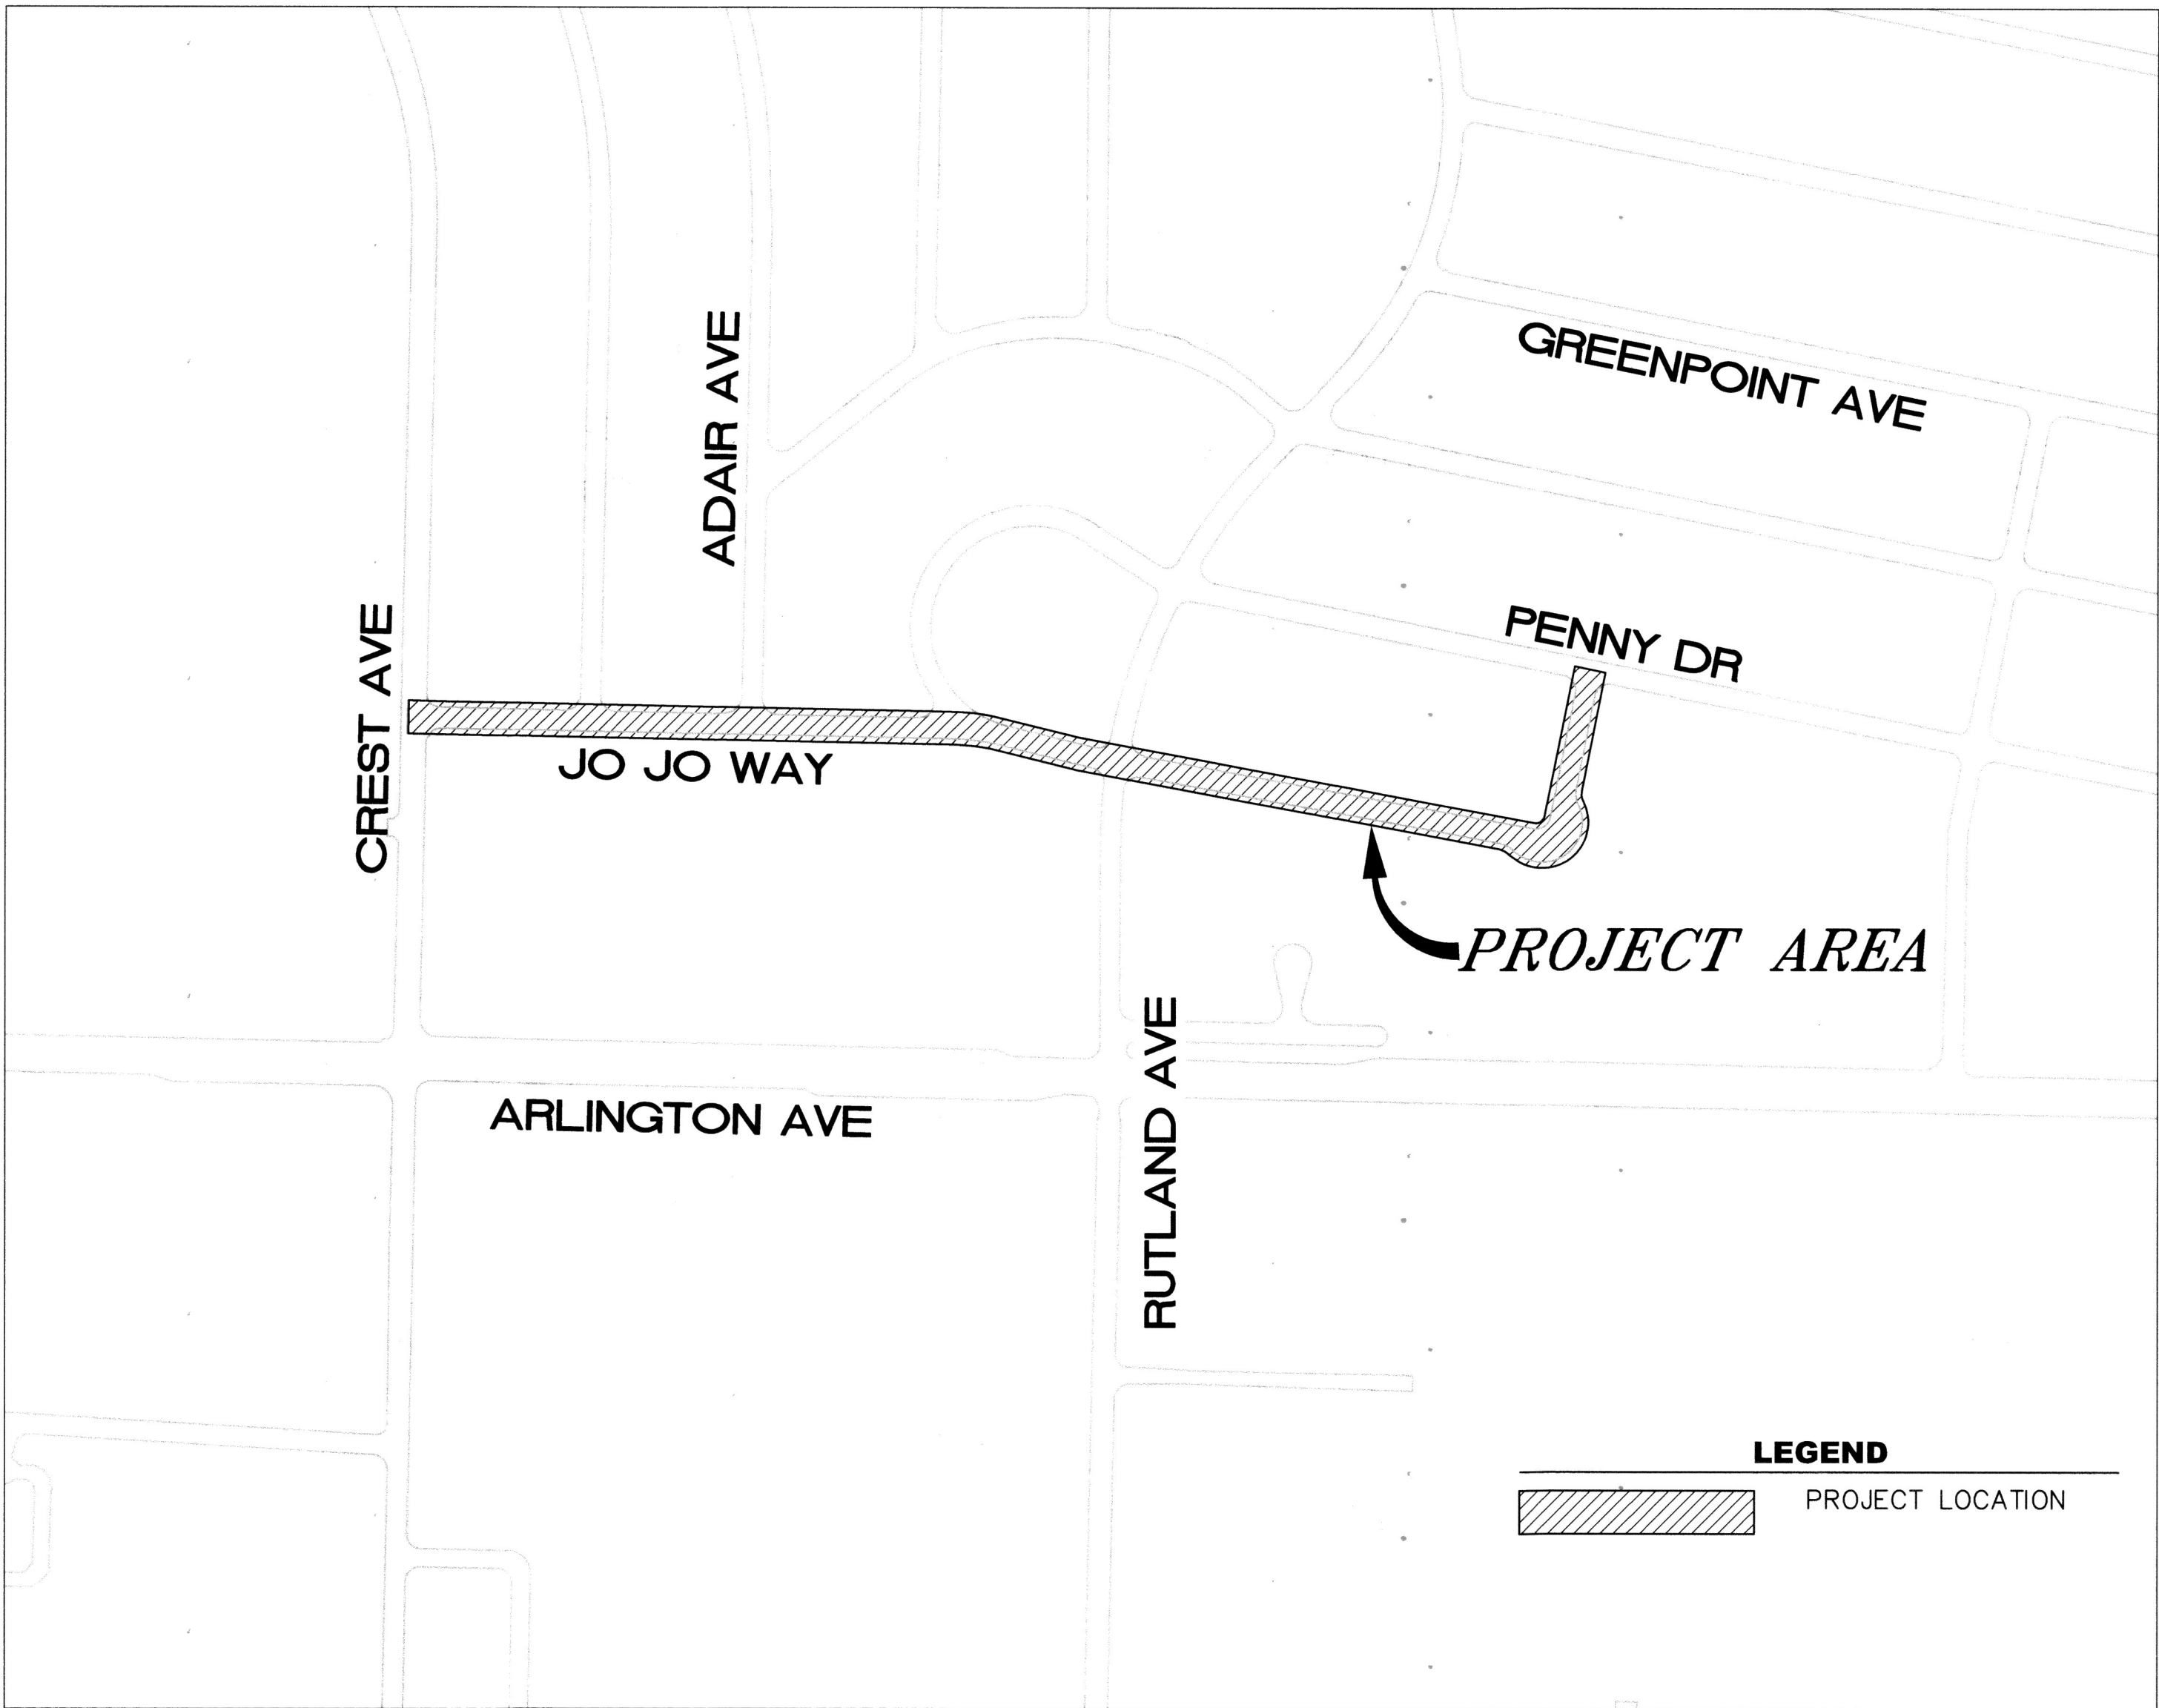 ADAIR AVE
GREENPOINT AVE
CREST AVE
PENNY DR
JO JO WAY
PROJECT AREA
RUTLAND AVE
ARLINGTON AVE
LEGEND
PROJECT LOCATION